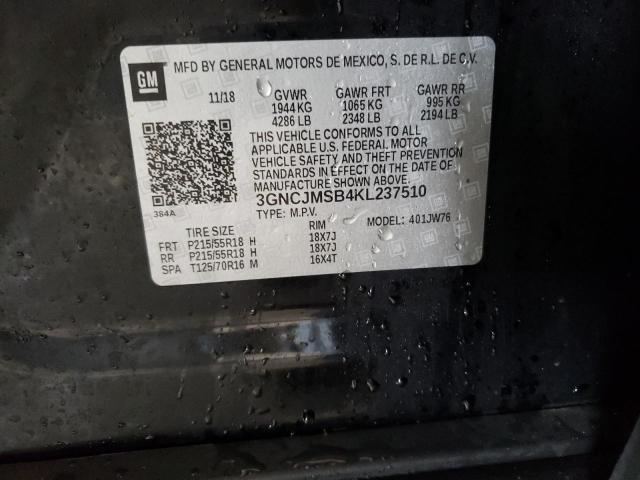 GM
MFD BY GENERAL MOTORS DE MEXICO, S. DE R.L. DE C.V.
11/18 GVWR GAWR FRT GAWR RR
1944 KG 1065 KG 995 KG
4286 LB 2348 LB 2194 LB
THIS VEHICLE CONFORMS TO ALL
APPLICABLE U.S. FEDERAL MOTOR
VEHICLE SAFETY AND THEFT PREVENTION
STANDARDS IN EFFECT ON THE DATE OF
MANUFACTURE SHOWN ABOVE.
3GNCJMSB4KL237510
384A
TYPE: M.P.V. MODEL: 401JW76
TIRE SIZE RIM
FRT P215/55R18 H 18X7J
RR P215/55R18 H 18X7J
SPA T125/70R16 M 16X4T